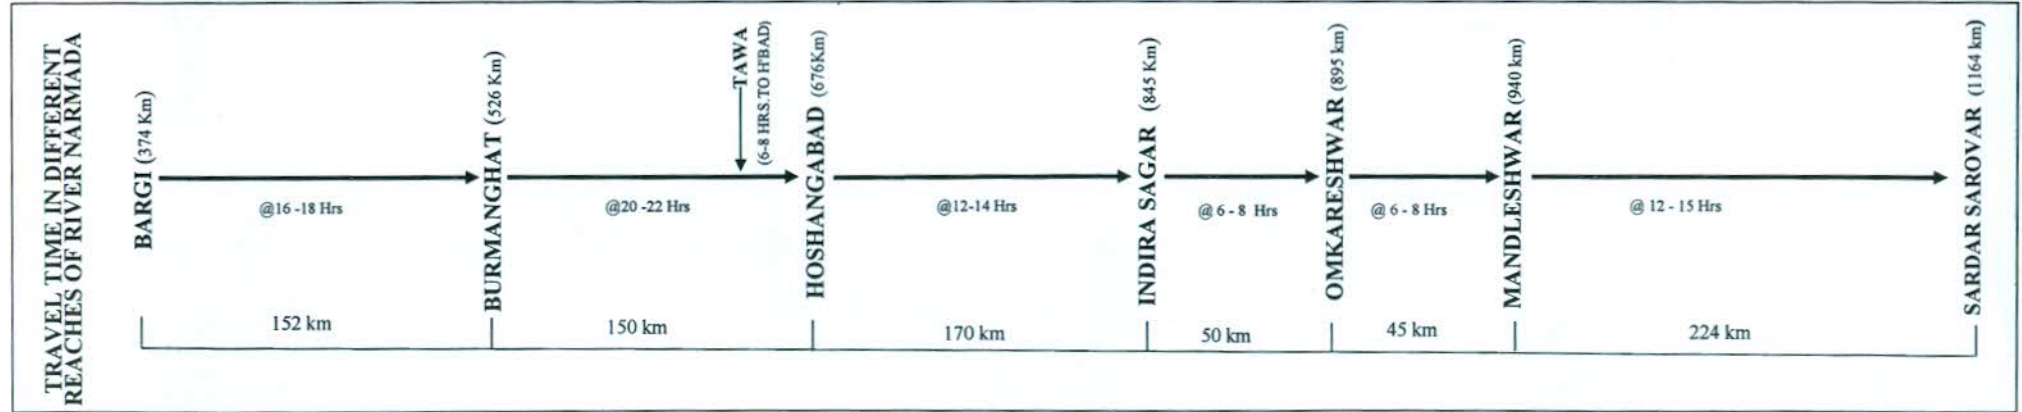 TRAVEL TIME IN DIFFERENT
REACHES OF RIVER NARMADA
BARGI (374 Km)
@16 -18 Hrs
BURMANGHAT (526 Km)
@20 -22 Hrs
TAWA
(6-8 HRS.TO H'BAD)
HOSHANGABAD (676Km)
@12-14 Hrs
INDIRA SAGAR (845 Km)
@ 6 - 8 Hrs
OMKARESHWAR (895 km)
@ 6 - 8 Hrs
MANDLESHWAR (940 km)
@ 12 - 15 Hrs
SARDAR SAROVAR (1164 km)
152 km
150 km
170 km
50 km
45 km
224 km